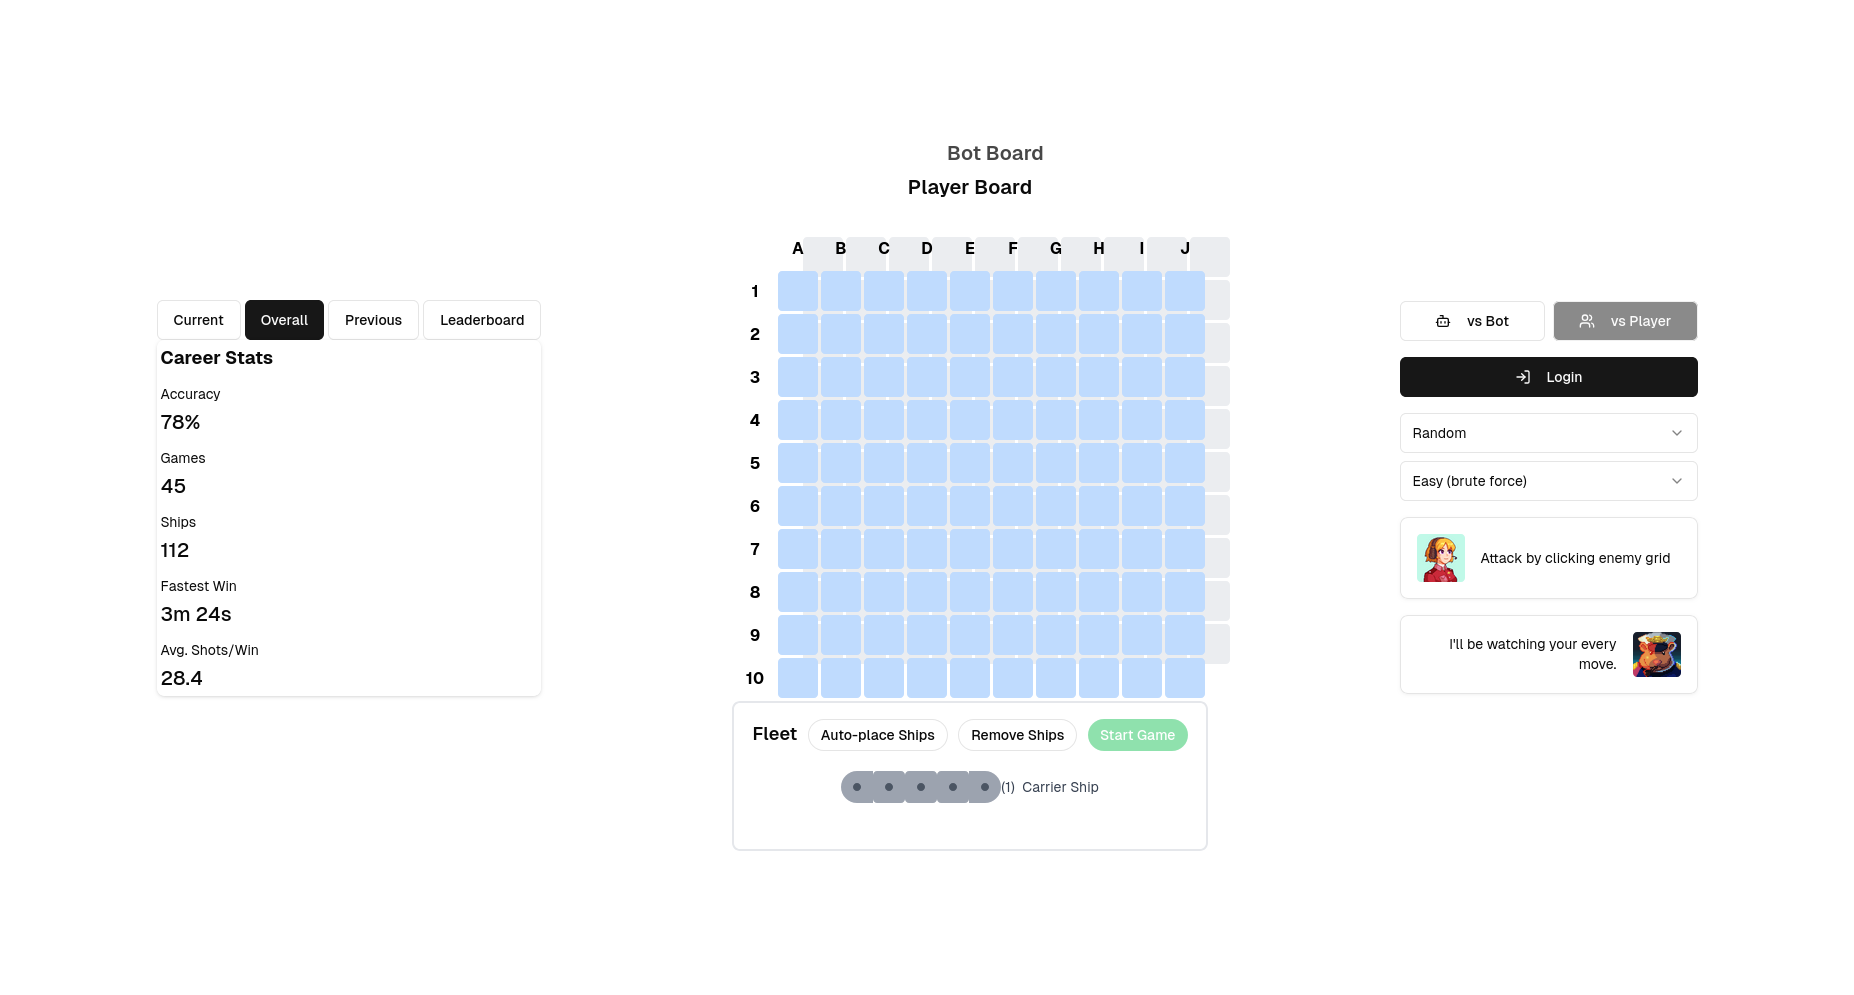 Bot Board
Player Board
A B C D E F G H I J
1
2
3
4
5
6
7
8
9
10
Current Overall Previous Leaderboard
Career Stats
Accuracy
78%
Games
45
Ships
112
Fastest Win
3m 24s
Avg. Shots/Win
28.4
Fleet Auto-place Ships Remove Ships Start Game
(1) Carrier Ship
vs Bot vs Player
Login
Random
Easy (brute force)
Attack by clicking enemy grid
I'll be watching your every
move.